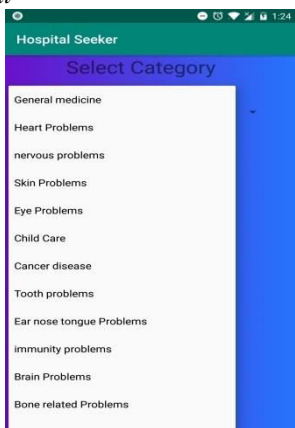 1:24
Hospital Seeker
Select Category
General medicine
Heart Problems
nervous problems
Skin Problems
Eye Problems
Child Care
Cancer disease
Tooth problems
Ear nose tongue Problems
immunity problems
Brain Problems
Bone related Problems